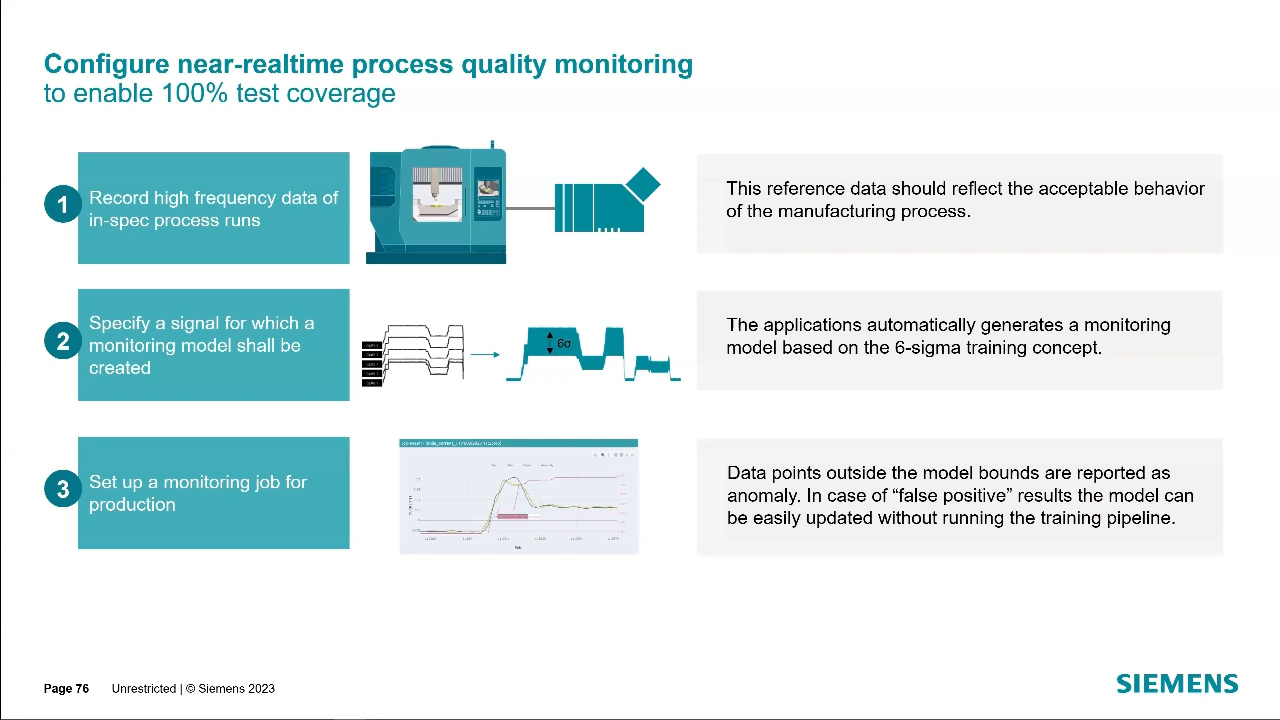 Configure near-realtime process quality monitoring
to enable 100% test coverage
1
Record high frequency data of
in-spec process runs
This reference data should reflect the acceptable behavior
of the manufacturing process.
2
Specify a signal for which a
monitoring model shall be
created
6σ
The applications automatically generates a monitoring
model based on the 6-sigma training concept.
3
Set up a monitoring job for
production
Data points outside the model bounds are reported as
anomaly. In case of “false positive” results the model can
be easily updated without running the training pipeline.
Page 76 Unrestricted | © Siemens 2023
SIEMENS